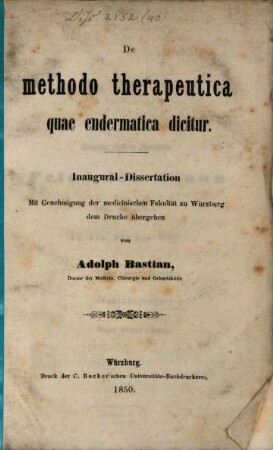 De
methodo therapeutica
quae endermatica dicitur.
Inaugural-Dissertation
Mit Genehmigung der medicinischen Fakultät zu Würzburg
dem Drucke übergeben
von
Adolph Bastian,
Doctor der Medicin, Chirurgie und Geburtshülfe.
Würzburg.
Druck der C. Becker'schen Universitäts-Buchdruckerei,
1850.